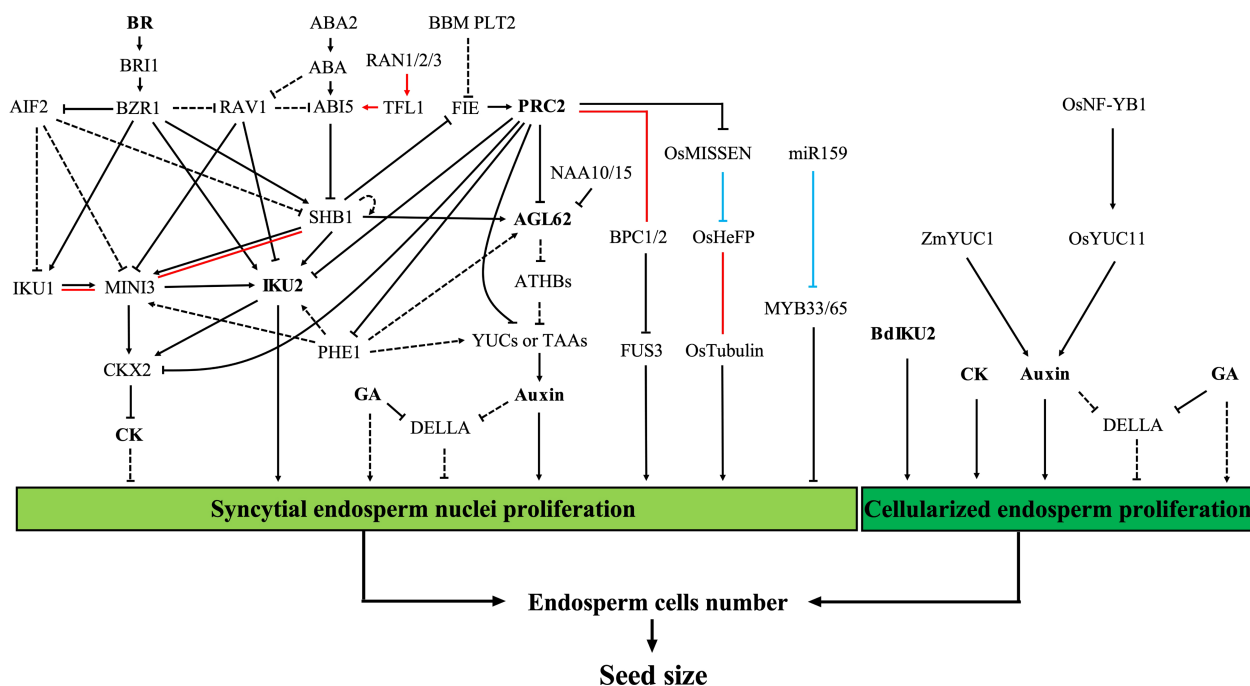 BR
ABA2
BBM PLT2
BRI1
ABA
RAN1/2/3
AIF2
BZR1
RAV1
ABI5
TFL1
FIE
PRC2
OsNF-YB1
OsMISSEN
miR159
NAA10/15
SHB1
AGL62
BPC1/2
OsHeFP
ZmYUC1
OsYUC11
IKU1
MINI3
IKU2
ATHBs
MYB33/65
BdIKU2
PHE1
YUCs or TAAs
FUS3
OsTubulin
CKX2
CK
Auxin
GA
GA
Auxin
DELLA
DELLA
CK
Syncytial endosperm nuclei proliferation
Cellularized endosperm proliferation
Endosperm cells number
Seed size